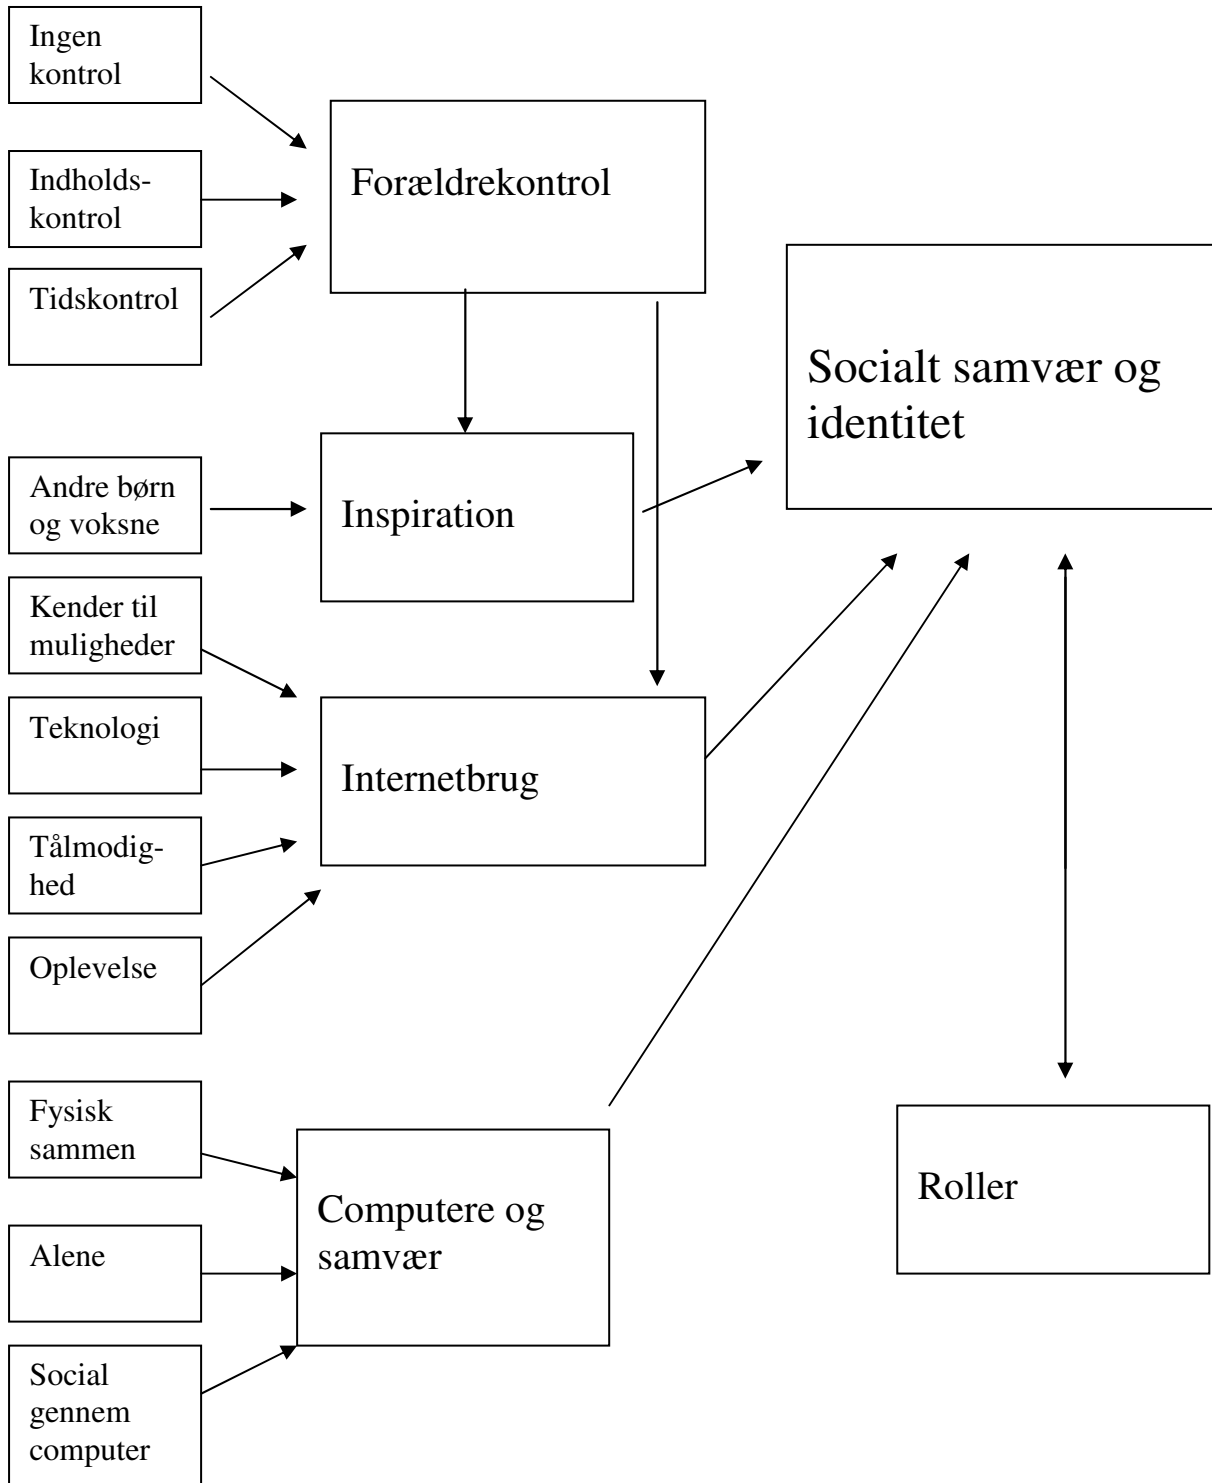 Ingen
kontrol
Forældrekontrol
Indholds-
kontrol
Tidskontrol
Socialt samvær og
identitet
Andre børn
og voksne
Inspiration
Kender til
muligheder
Teknologi
Internetbrug
Tålmodig-
hed
Oplevelse
Fysisk
sammen
Computere og
samvær
Roller
Alene
Social
gennem
computer